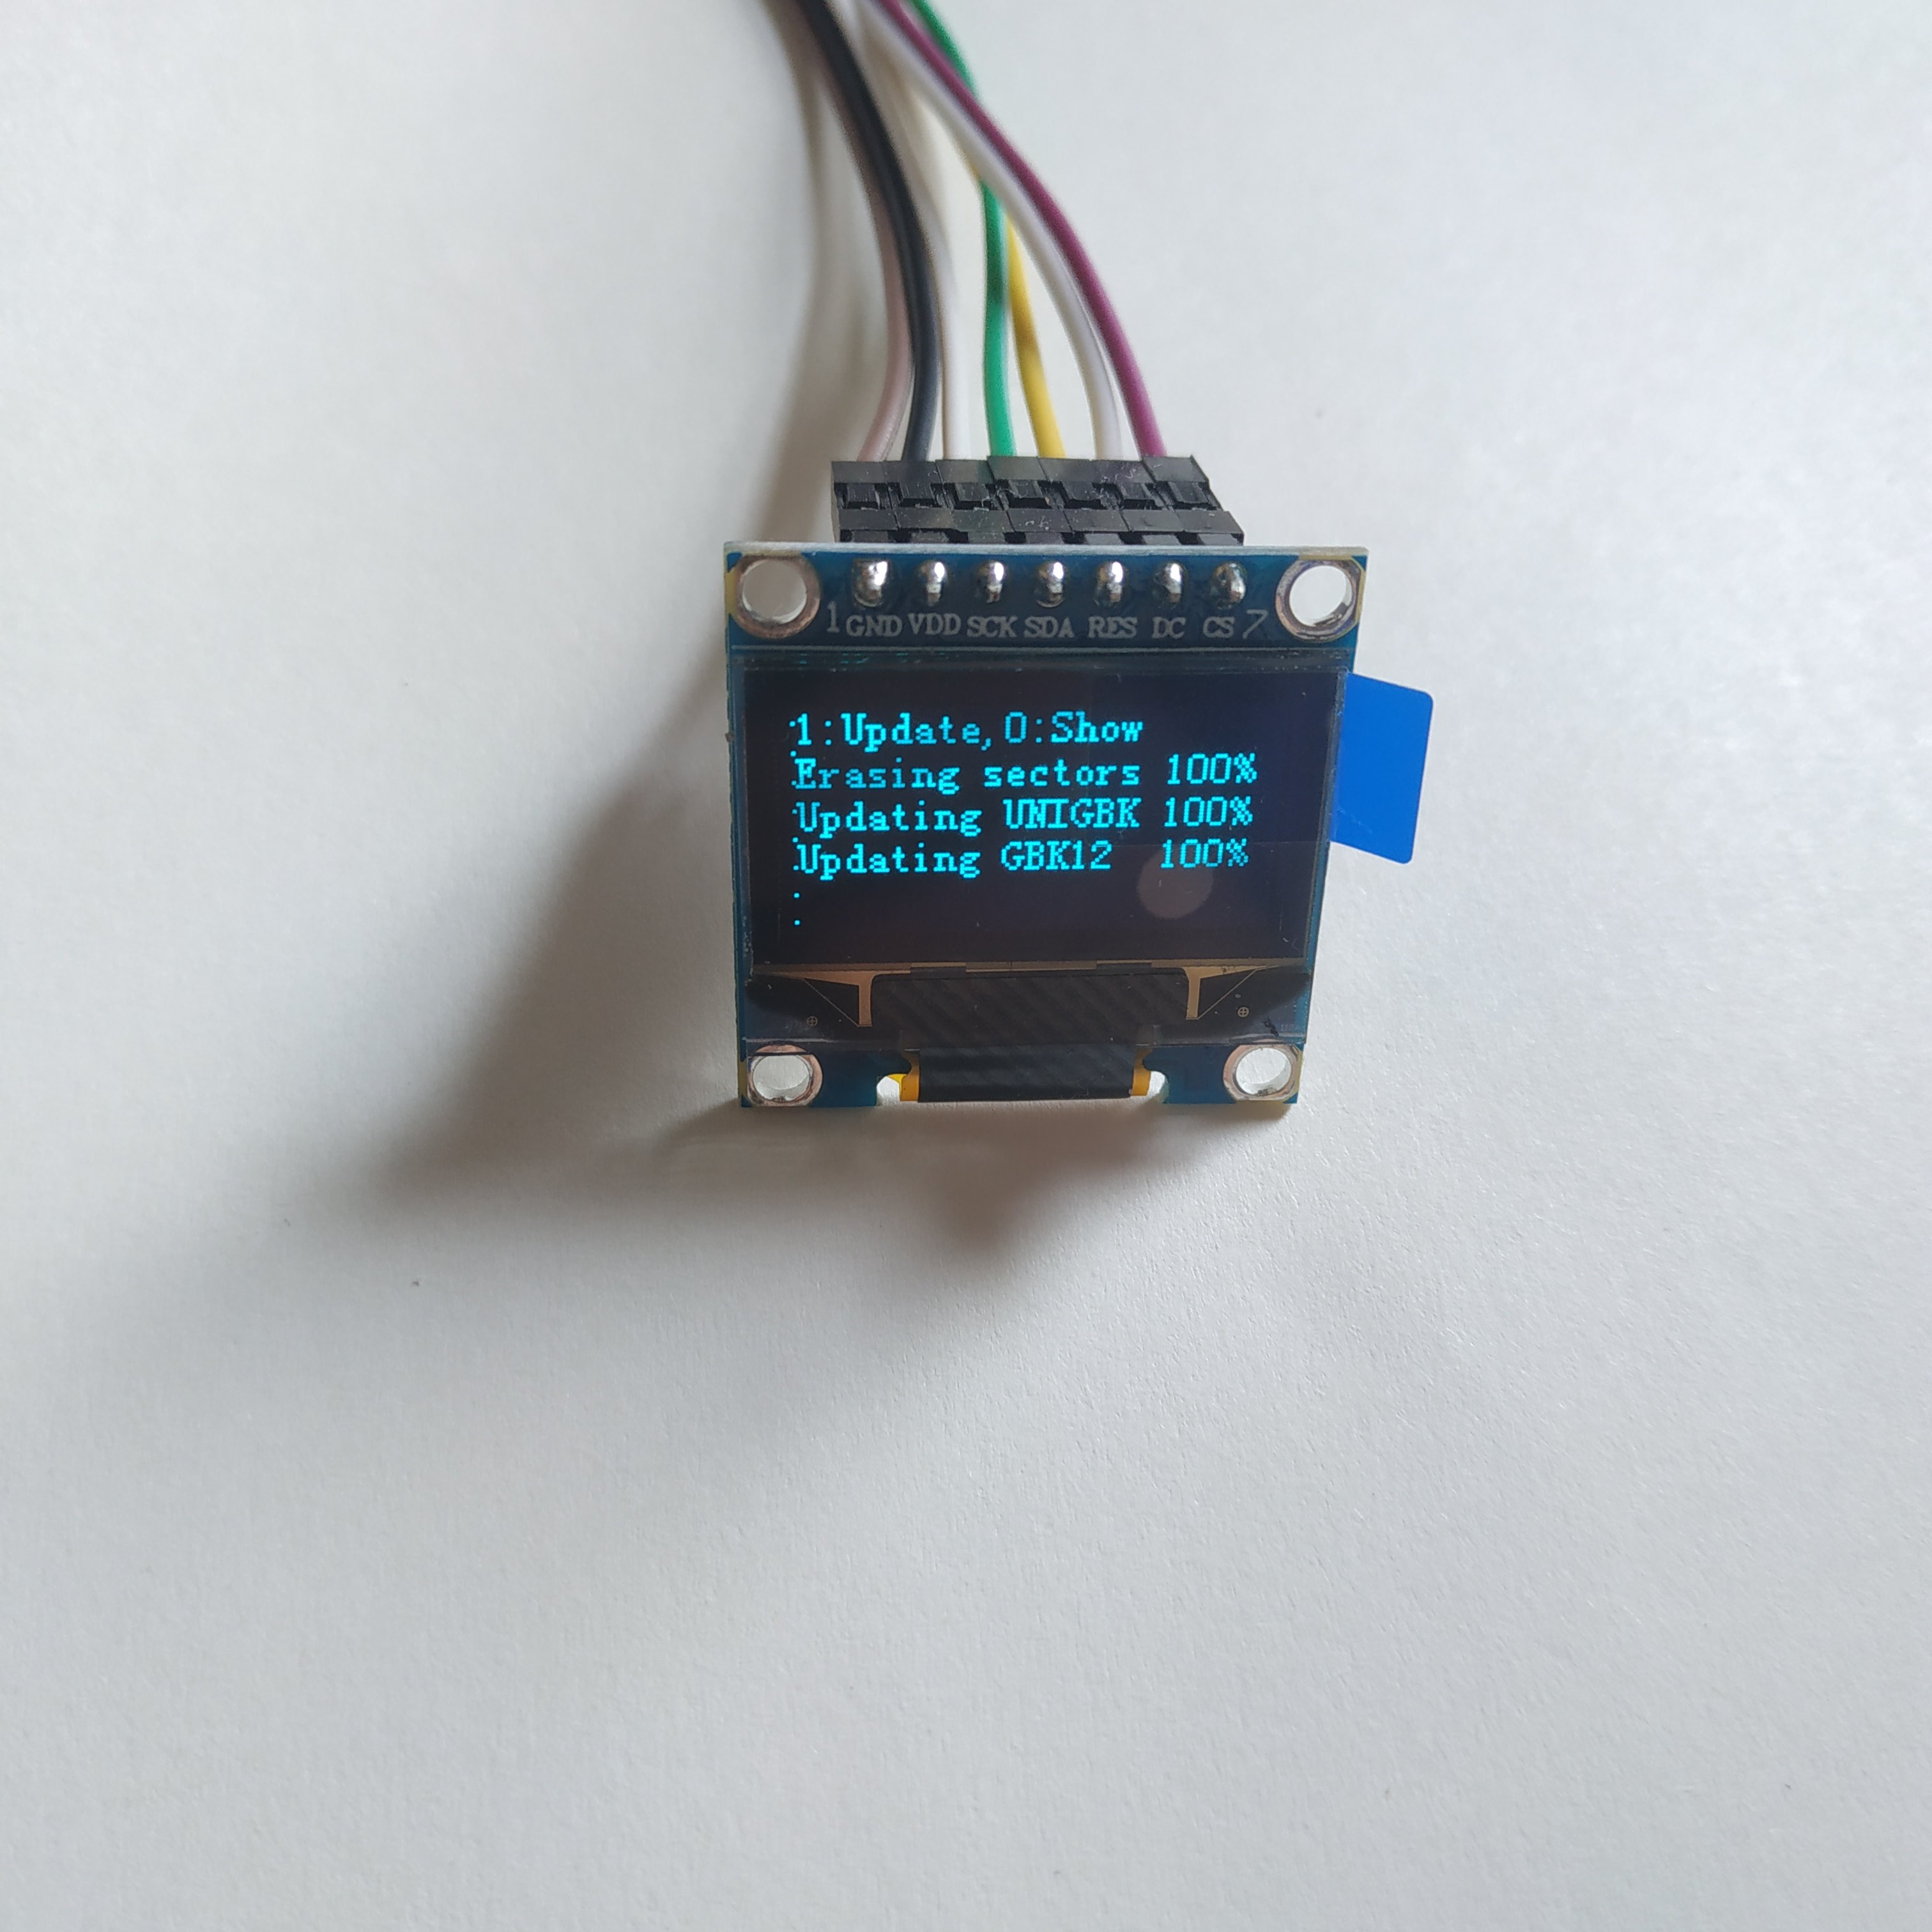 1 GND VDD SCK SDA RES DC CS 7
1:Update,0:Show
Erasing sectors 100%
Updating UNIGBK 100%
Updating GBK12 100%